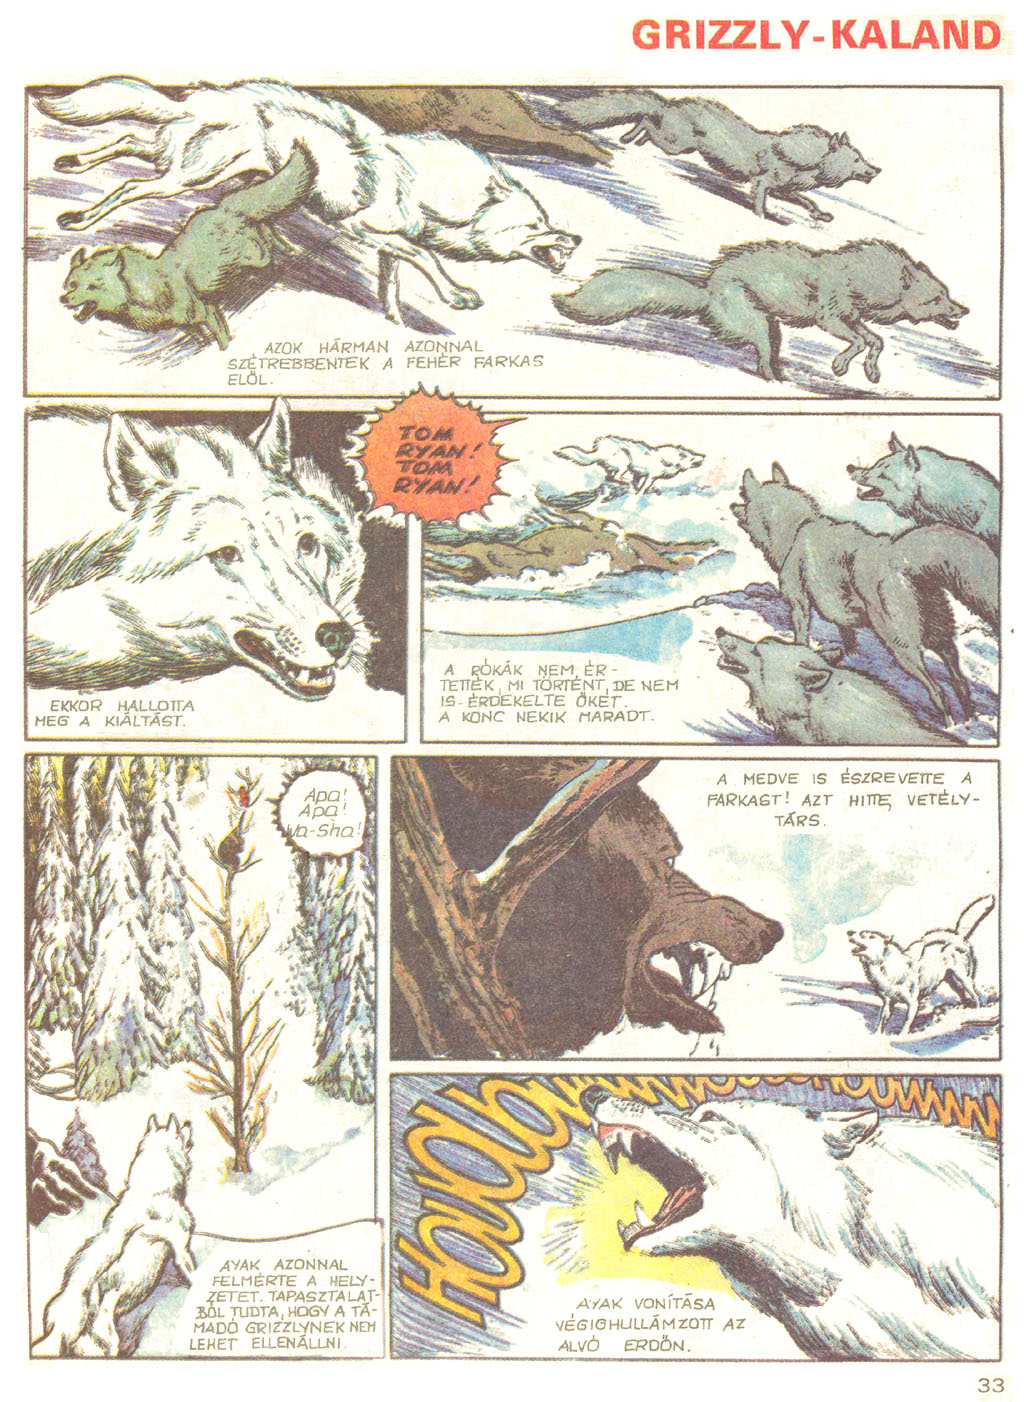 GRIZZLY-KALAND
AZOK HÁRMAN AZONNAL
SZÉTREBBENTEK A FEHÉR FARKAS
ELŐL.
EKKOR HALLOTTA
MEG A KIÁLTÁST.
TOM
RYAN!
TOM
RYAN!
A RÓKÁK NEM ÉR-
TETTÉK, MI TÖRTÉNT, DE NEM
IS ÉRDEKELTE ŐKET.
A KONC NEKIK MARADT.
Apa!
Apa!
Va-Sha!
AYAK AZONNAL
FELMÉRTE A HELY-
ZETET. TAPASZTALAT-
BÓL TUDTA, HOGY A TÁ-
MADÓ GRIZZLYNEK NEM
LEHET ELLENÁLLNI.
A MEDVE IS ÉSZREVETTE A
FARKAST! AZT HITTE, VETÉLY-
TÁRS.
AYAK VONÍTÁSA
VÉGIGHULLÁMZOTT AZ
ALVÓ ERDŐN.
33